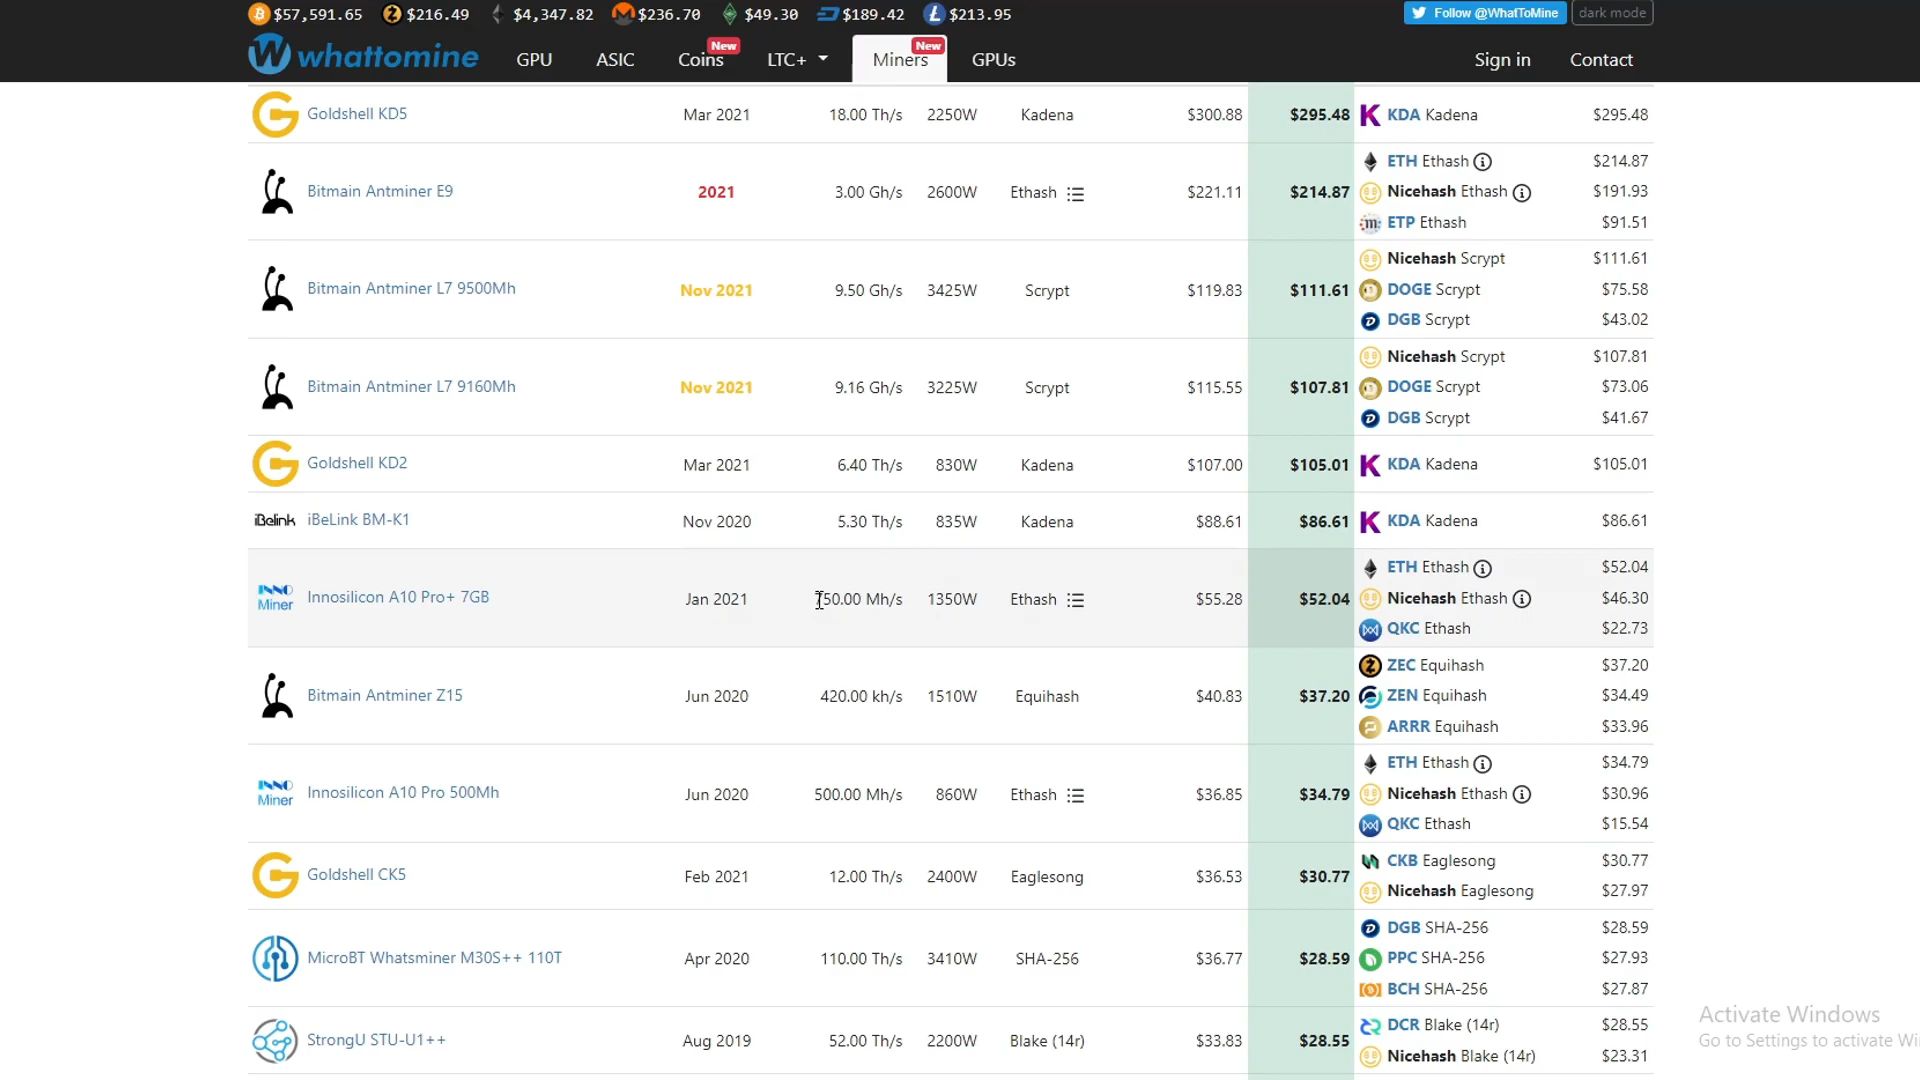 $57,591.65 $216.49 $4,347.82 $236.70 $49.30 $189.42 $213.95 Follow @WhatToMine dark mode
whattomine GPU ASIC Coins New LTC+ Miners New GPUs Sign in Contact
Goldshell KD5 Mar 2021 18.00 Th/s 2250W Kadena $300.88 $295.48 KDA Kadena $295.48
ETH Ethash $214.87
Bitmain Antminer E9 2021 3.00 Gh/s 2600W Ethash $221.11 $214.87 Nicehash Ethash $191.93
ETP Ethash $91.51
Nicehash Scrypt $111.61
Bitmain Antminer L7 9500Mh Nov 2021 9.50 Gh/s 3425W Scrypt $119.83 $111.61 DOGE Scrypt $75.58
DGB Scrypt $43.02
Nicehash Scrypt $107.81
Bitmain Antminer L7 9160Mh Nov 2021 9.16 Gh/s 3225W Scrypt $115.55 $107.81 DOGE Scrypt $73.06
DGB Scrypt $41.67
Goldshell KD2 Mar 2021 6.40 Th/s 830W Kadena $107.00 $105.01 KDA Kadena $105.01
iBelink iBeLink BM-K1 Nov 2020 5.30 Th/s 835W Kadena $88.61 $86.61 KDA Kadena $86.61
ETH Ethash $52.04
INNO Miner Innosilicon A10 Pro+ 7GB Jan 2021 750.00 Mh/s 1350W Ethash $55.28 $52.04 Nicehash Ethash $46.30
QKC Ethash $22.73
ZEC Equihash $37.20
Bitmain Antminer Z15 Jun 2020 420.00 kh/s 1510W Equihash $40.83 $37.20 ZEN Equihash $34.49
ARRR Equihash $33.96
ETH Ethash $34.79
INNO Miner Innosilicon A10 Pro 500Mh Jun 2020 500.00 Mh/s 860W Ethash $36.85 $34.79 Nicehash Ethash $30.96
QKC Ethash $15.54
CKB Eaglesong $30.77
Goldshell CK5 Feb 2021 12.00 Th/s 2400W Eaglesong $36.53 $30.77 Nicehash Eaglesong $27.97
DGB SHA-256 $28.59
MicroBT Whatsminer M30S++ 110T Apr 2020 110.00 Th/s 3410W SHA-256 $36.77 $28.59 PPC SHA-256 $27.93
BCH SHA-256 $27.87
DCR Blake (14r) $28.55
StrongU STU-U1++ Aug 2019 52.00 Th/s 2200W Blake (14r) $33.83 $28.55 Nicehash Blake (14r) $23.31
Activate Windows
Go to Settings to activate Wi